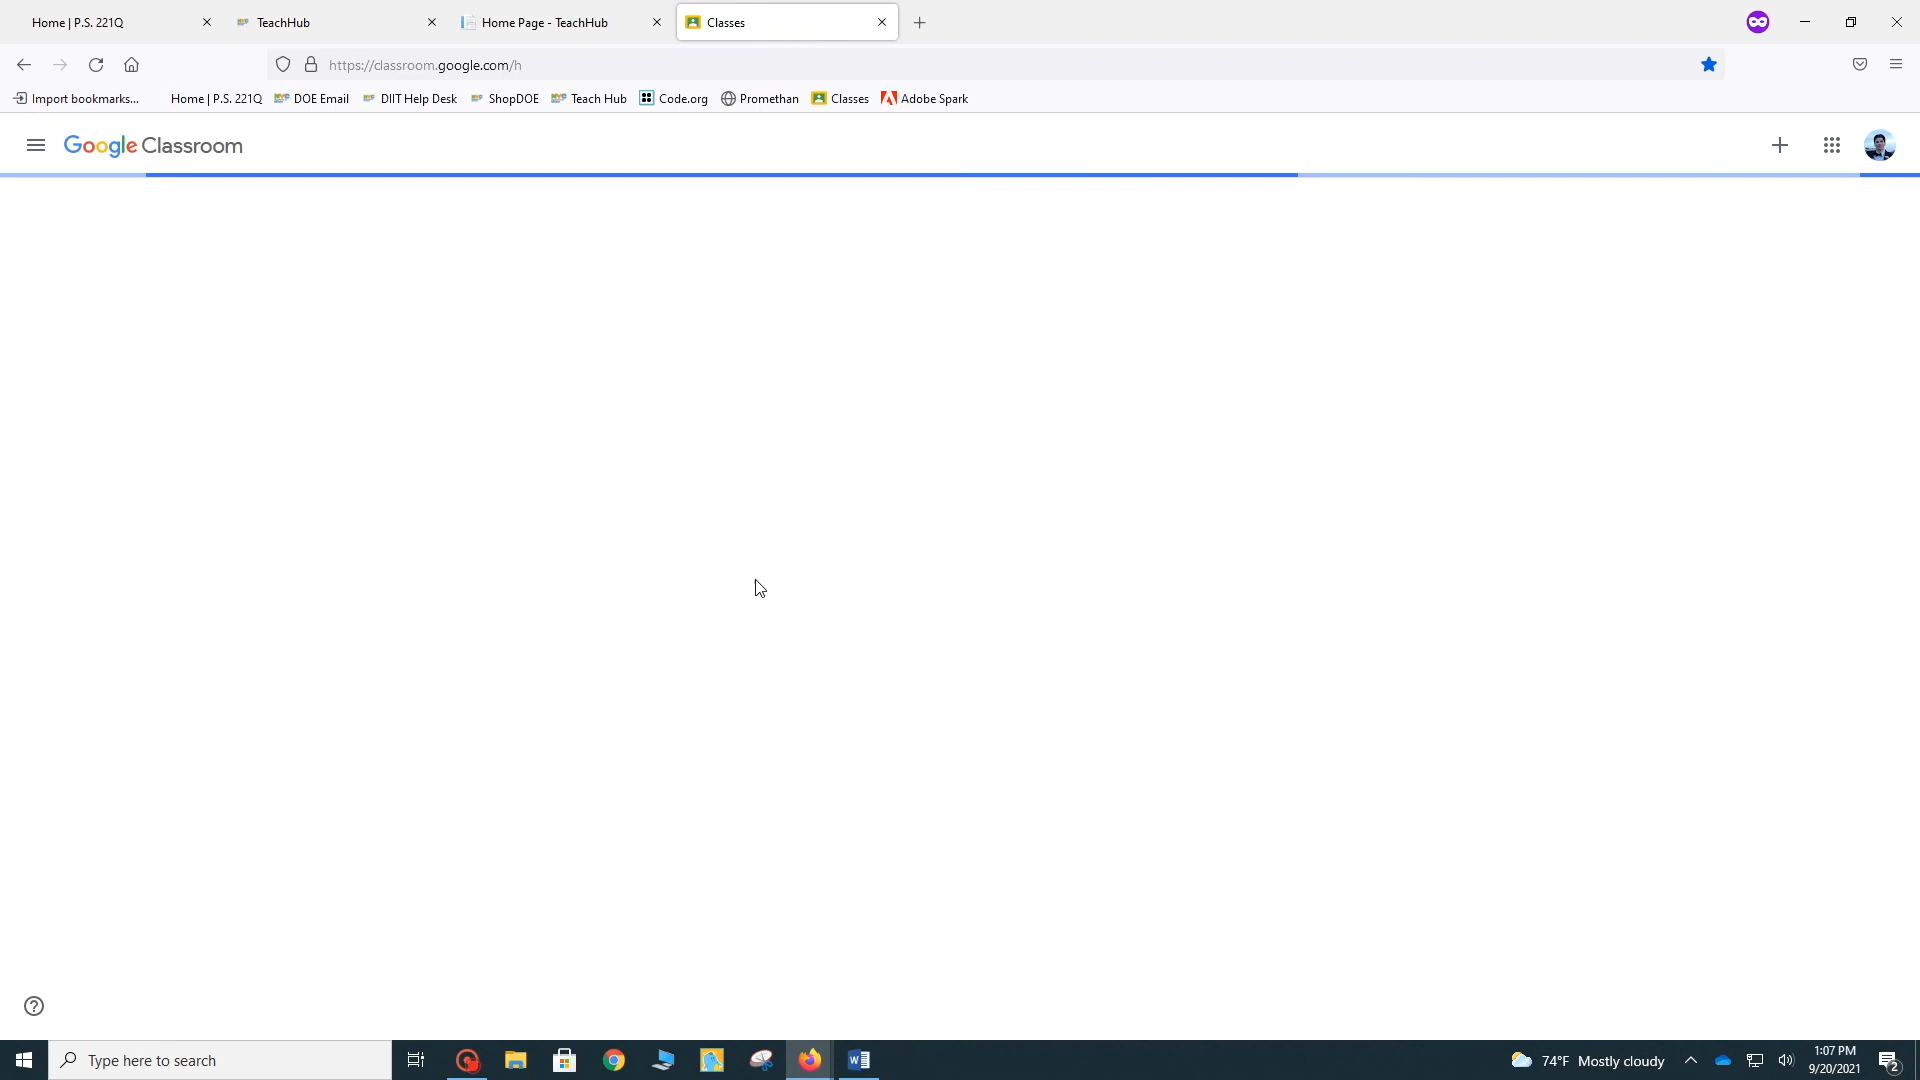 Home | P.S. 221Q
TeachHub
Home Page - TeachHub
Classes
https://classroom.google.com/h
Import bookmarks...
Home | P.S. 221Q
DOE Email
DIIT Help Desk
ShopDOE
Teach Hub
Code.org
Promethan
Classes
Adobe Spark
Google Classroom
Type here to search
74°F Mostly cloudy
1:07 PM
9/20/2021
2